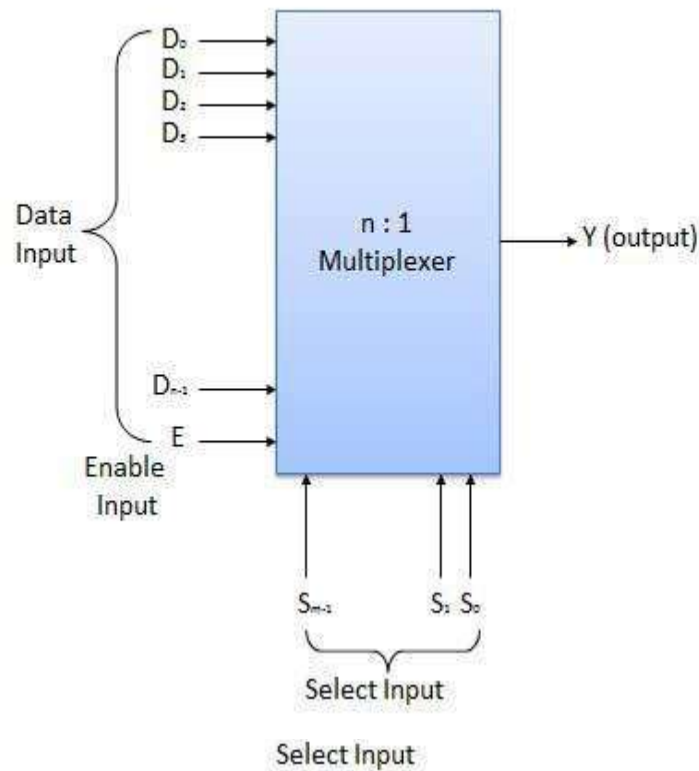 D₀
D₁
D₂
D₃
Data
Input
n : 1
Multiplexer
Y (output)
Dₙ₋₁
E
Enable
Input
Sₘ₋₁ S₁ S₀
Select Input
Select Input